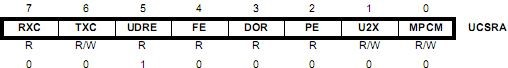 7 6 5 4 3 2 1 0
RXC TXC UDRE FE DOR PE U2X MPCM UCSRA
R R/W R R R R R/W R/W
0 0 1 0 0 0 0 0